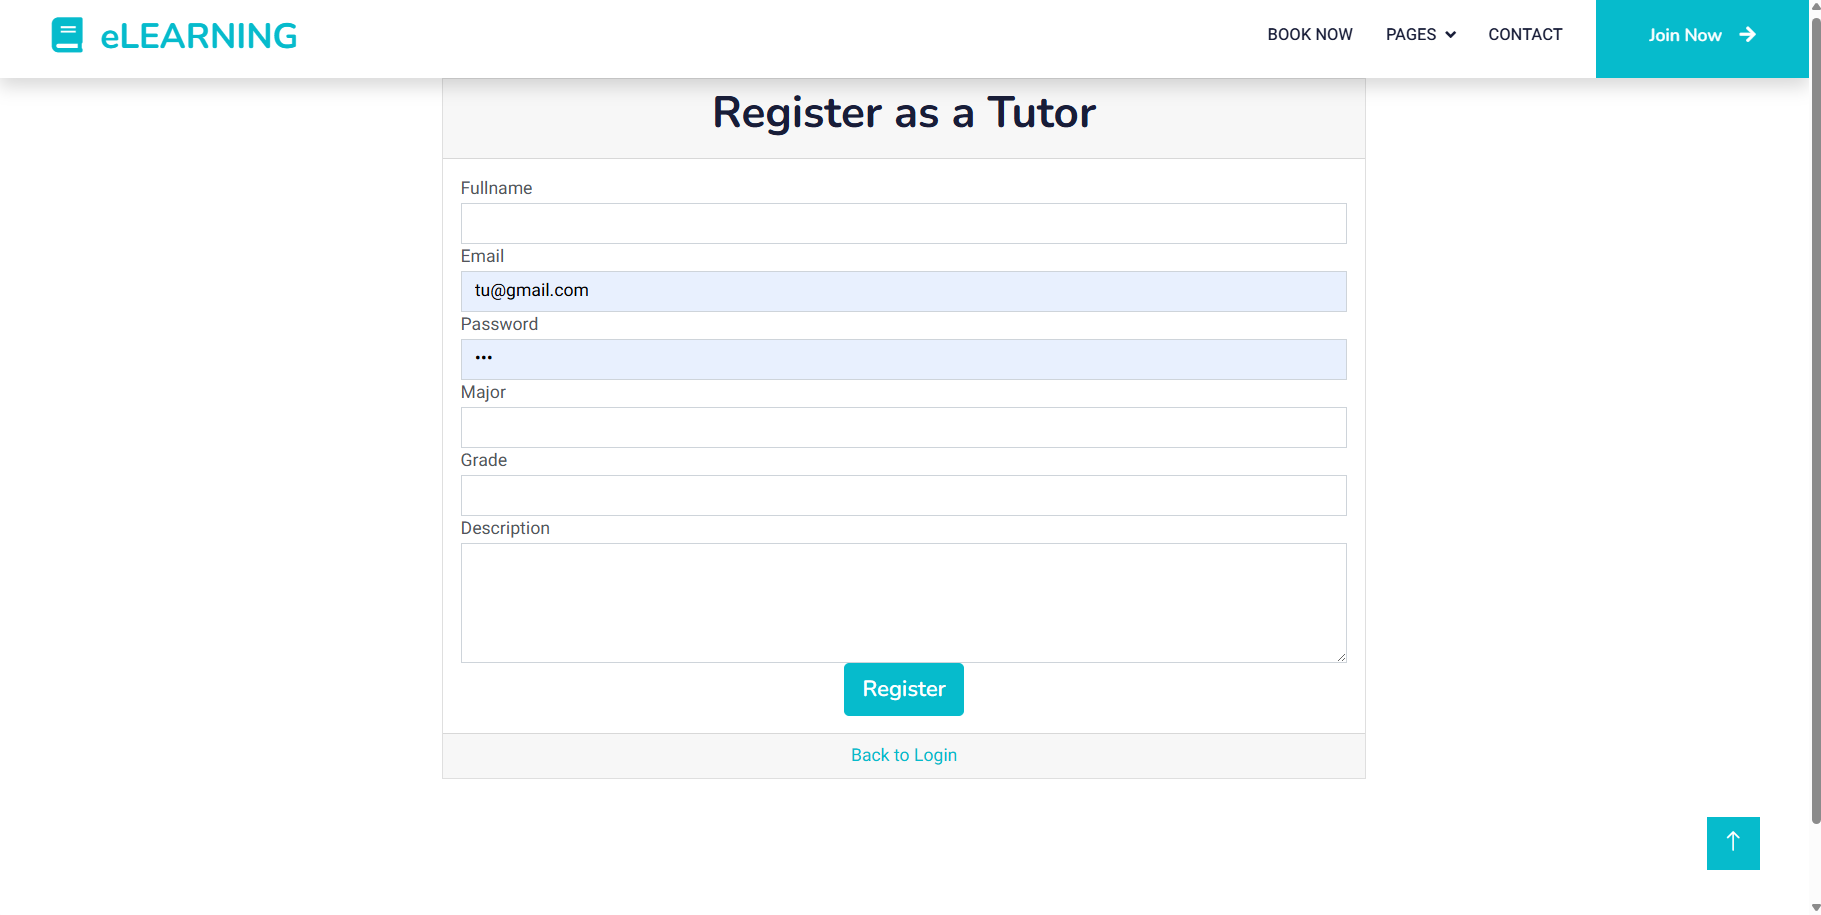 eLEARNING
BOOK NOW PAGES CONTACT Join Now
Register as a Tutor
Fullname
Email
tu@gmail.com
Password
•••
Major
Grade
Description
Register
Back to Login